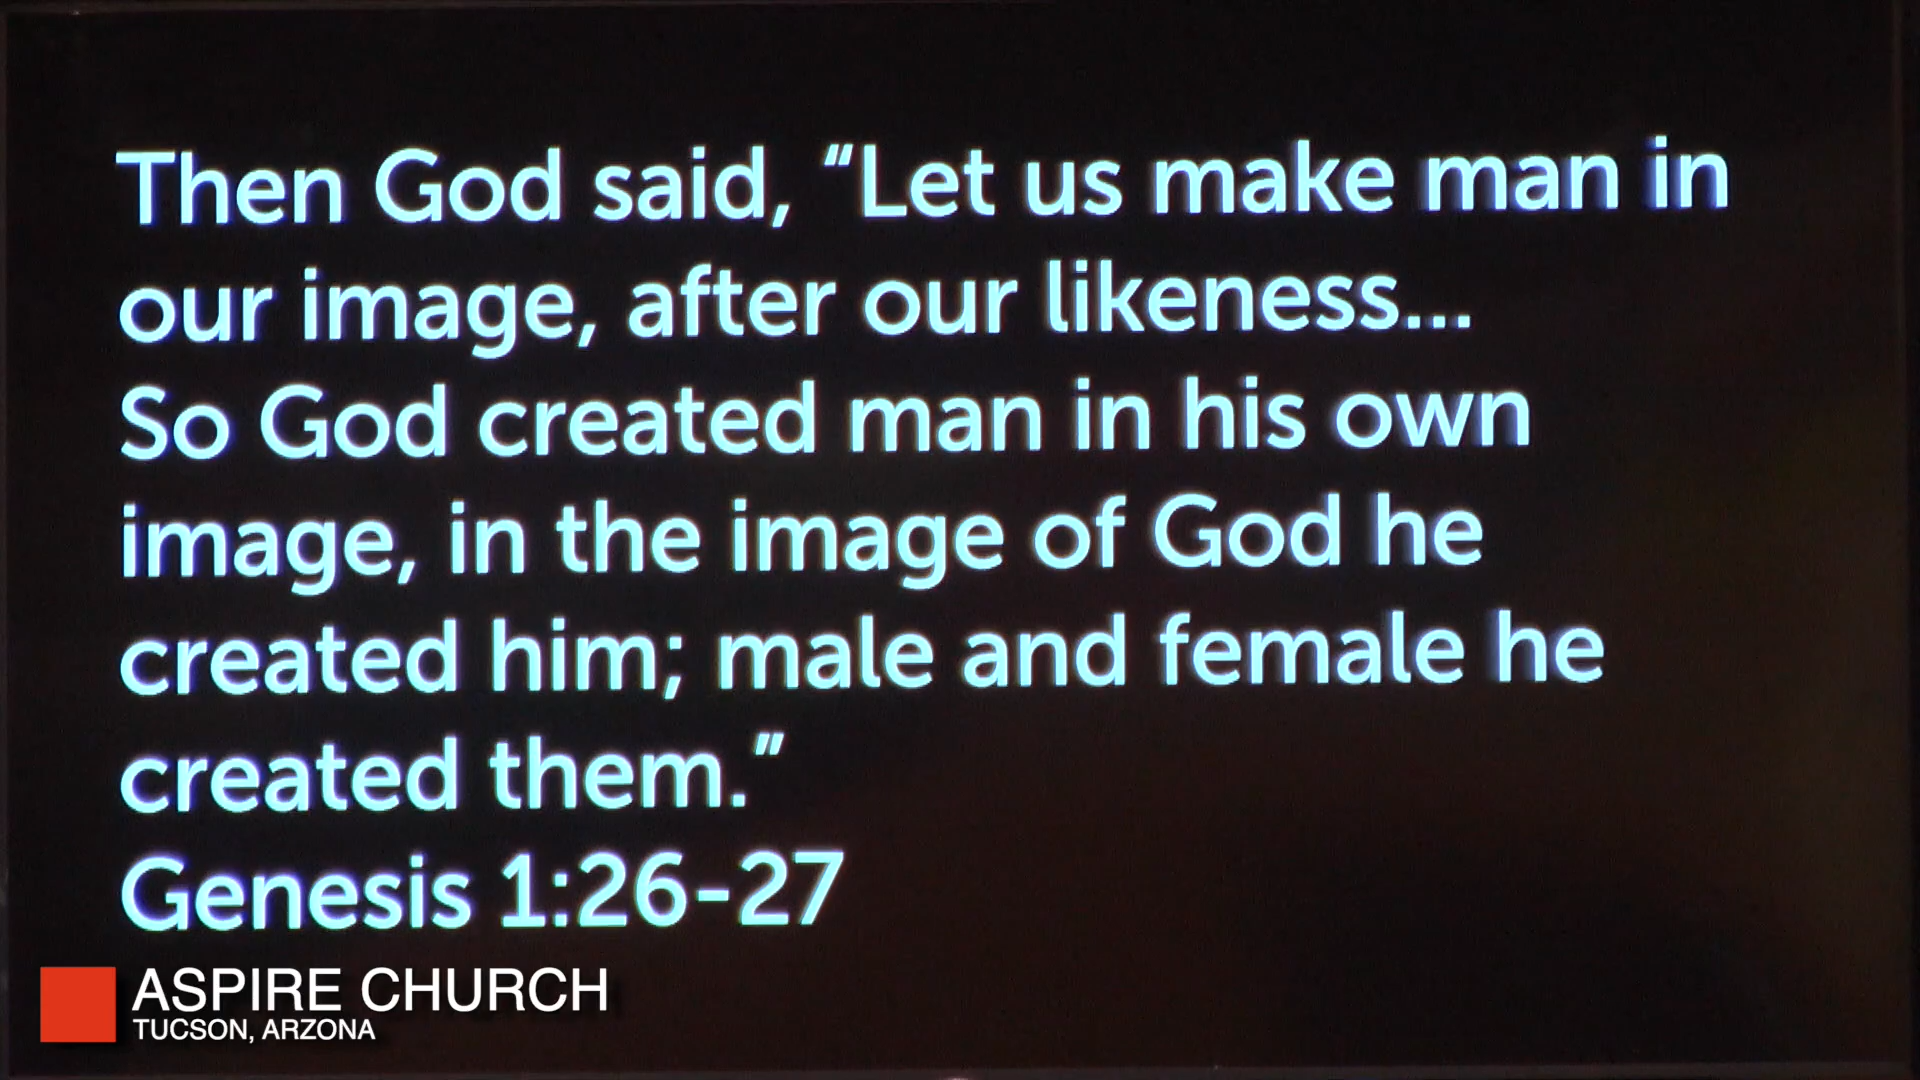 Then God said, “Let us make man in
our image, after our likeness...
So God created man in his own
image, in the image of God he
created him; male and female he
created them.”
Genesis 1:26-27
ASPIRE CHURCH
TUCSON, ARZONA